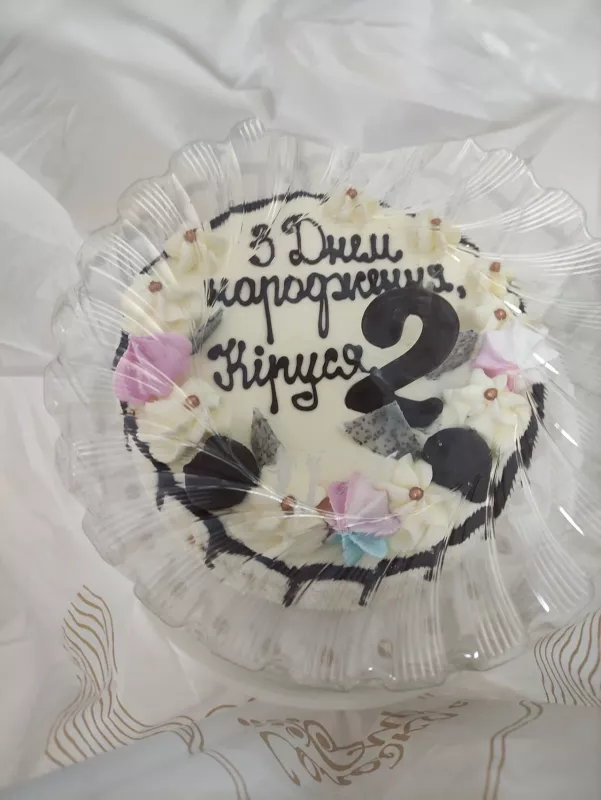 З Днем
народження,
Кіруся
2